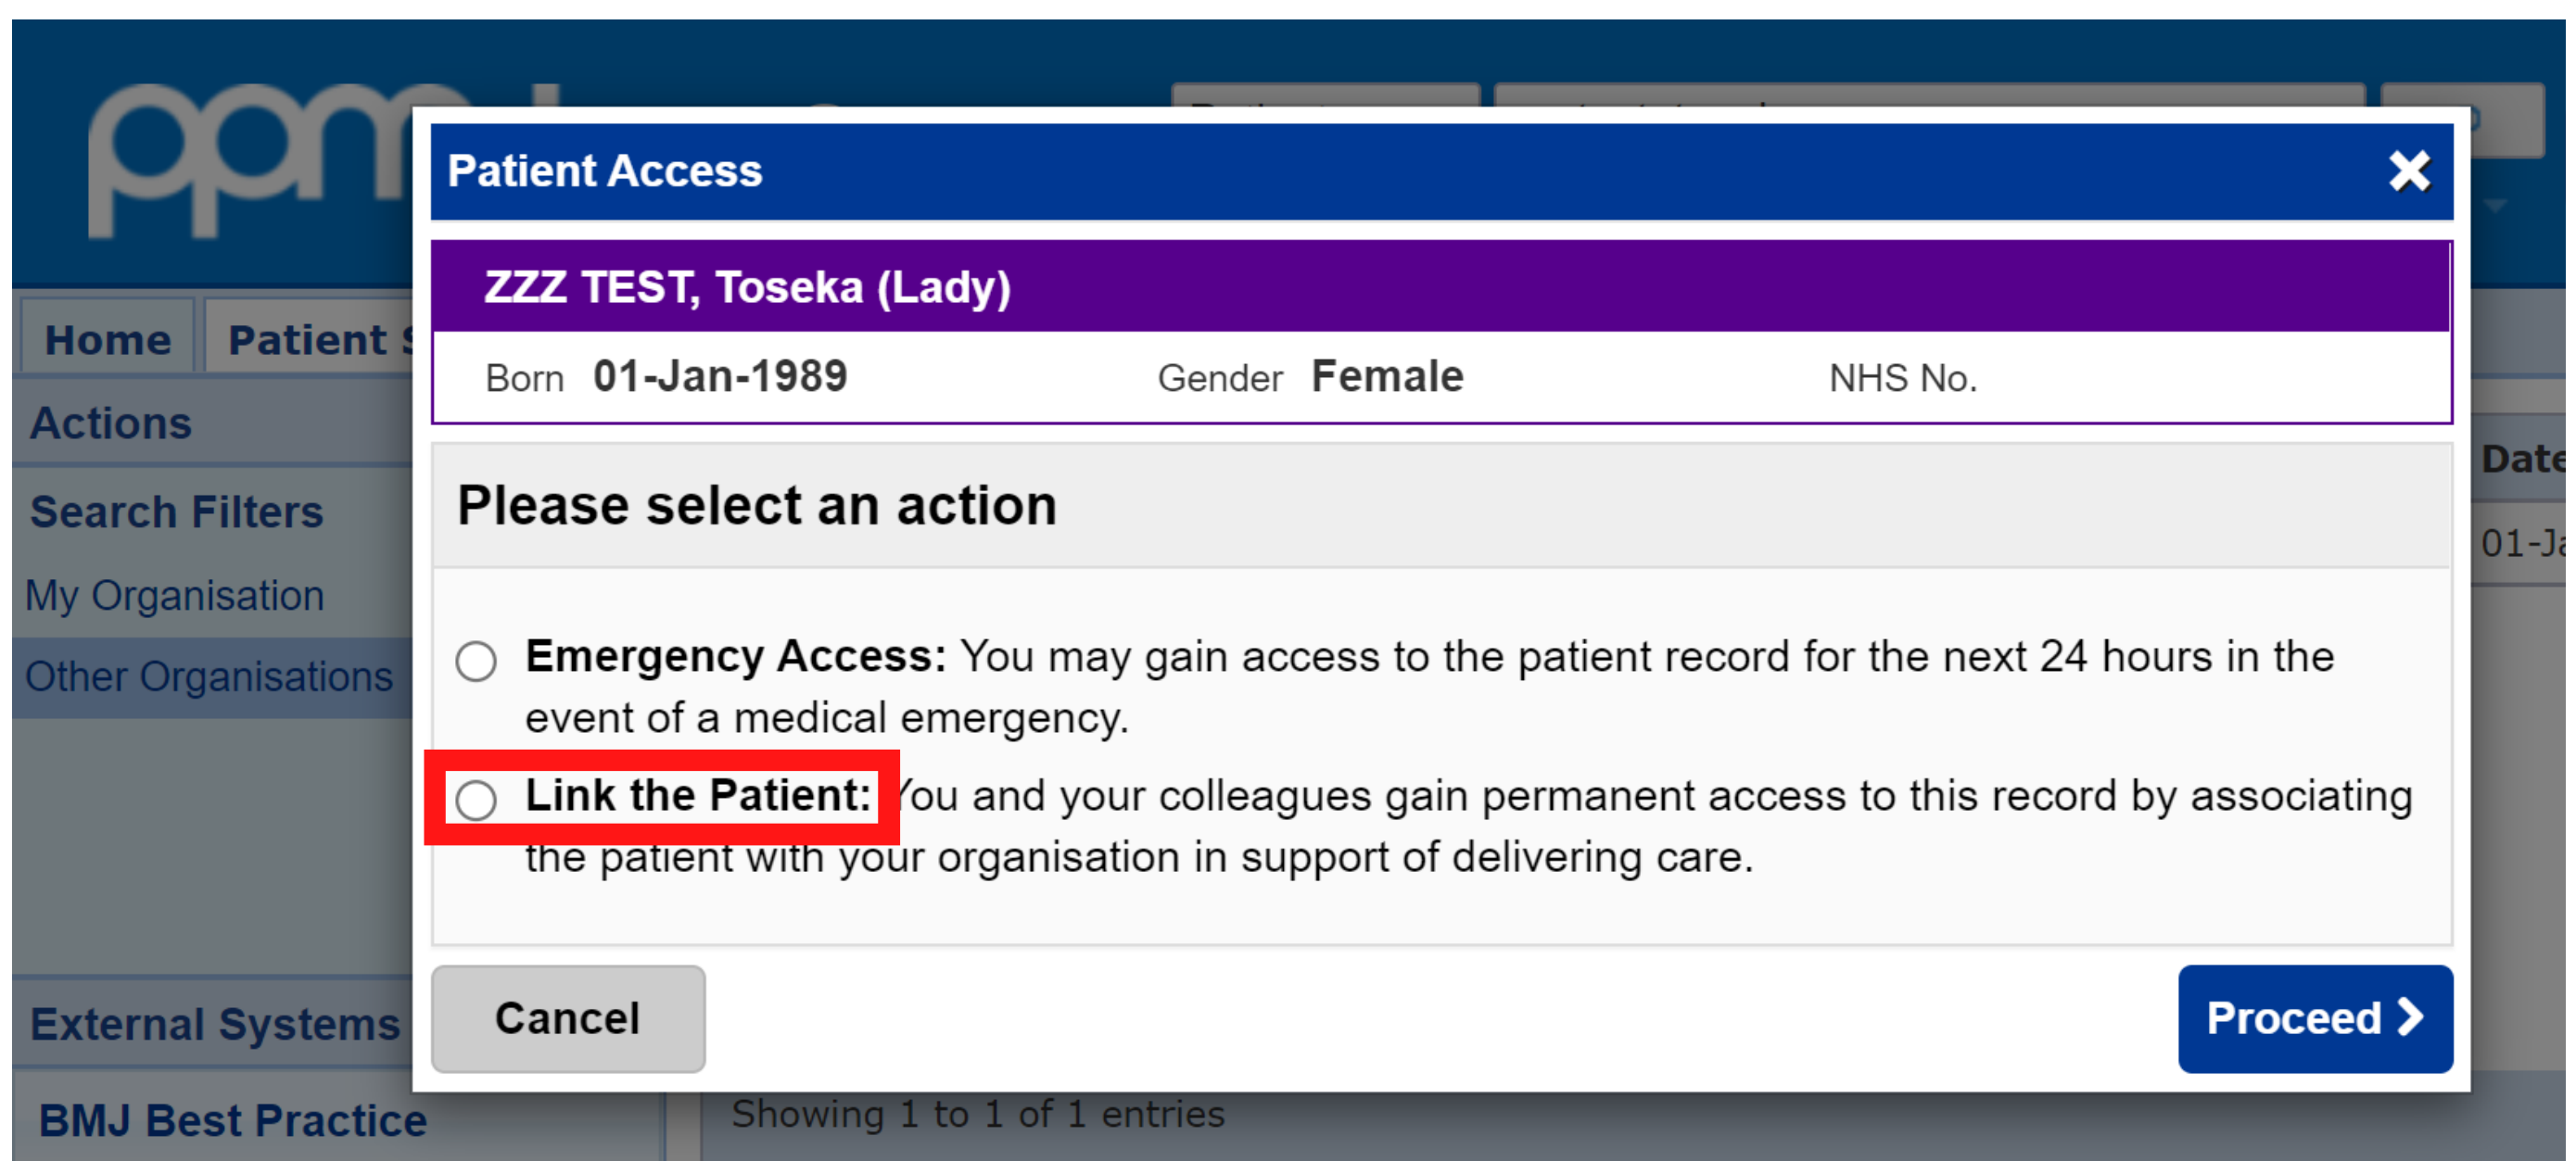 ppm
Patient Access
ZZZ TEST, Toseka (Lady)
Home Patient
Born 01-Jan-1989 Gender Female NHS No.
Actions
Date
Please select an action
Search Filters
My Organisation
Other Organisations
Emergency Access: You may gain access to the patient record for the next 24 hours in the
event of a medical emergency.
Link the Patient: You and your colleagues gain permanent access to this record by associating
the patient with your organisation in support of delivering care.
External Systems
Cancel Proceed
BMJ Best Practice
Showing 1 to 1 of 1 entries